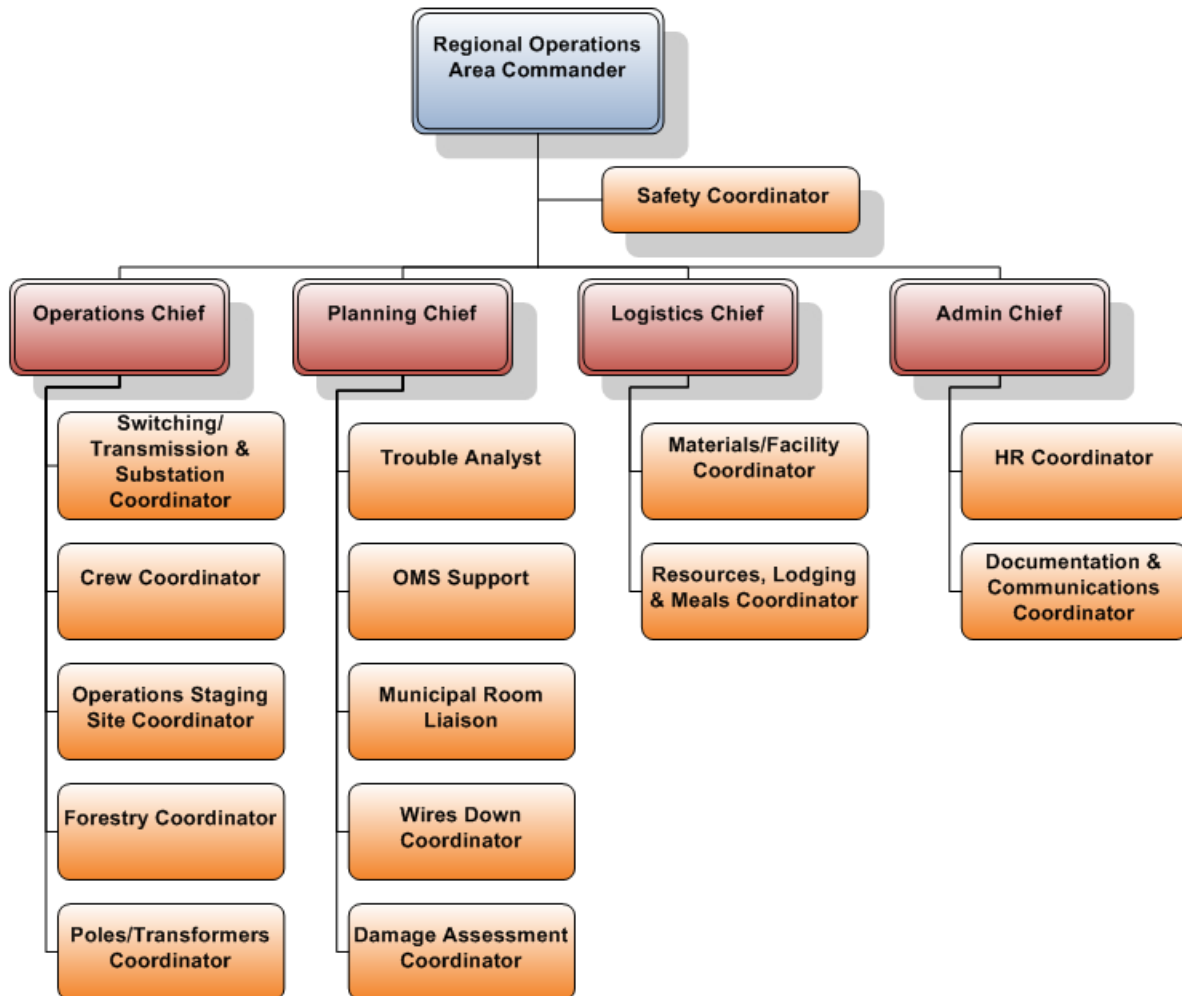 Regional Operations
Area Commander
Safety Coordinator
Operations Chief
Planning Chief
Logistics Chief
Admin Chief
Switching/
Transmission &
Substation
Coordinator
Trouble Analyst
Materials/Facility
Coordinator
HR Coordinator
Crew Coordinator
OMS Support
Resources, Lodging
& Meals Coordinator
Documentation &
Communications
Coordinator
Operations Staging
Site Coordinator
Municipal Room
Liaison
Forestry Coordinator
Wires Down
Coordinator
Poles/Transformers
Coordinator
Damage Assessment
Coordinator